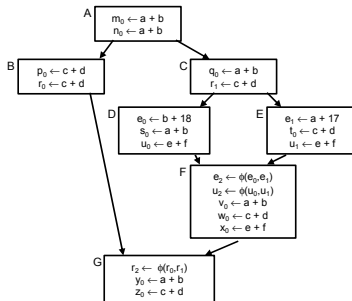 A
m₀ ← a + b
n₀ ← a + b
B
p₀ ← c + d
r₀ ← c + d
C
q₀ ← a + b
r₁ ← c + d
D
e₀ ← b + 18
s₀ ← a + b
u₀ ← e + f
E
e₁ ← a + 17
t₀ ← c + d
u₁ ← e + f
F
e₂ ← ϕ(e₀,e₁)
u₂ ← ϕ(u₀,u₁)
v₀ ← a + b
w₀ ← c + d
x₀ ← e + f
G
r₂ ← ϕ(r₀,r₁)
y₀ ← a + b
z₀ ← c + d